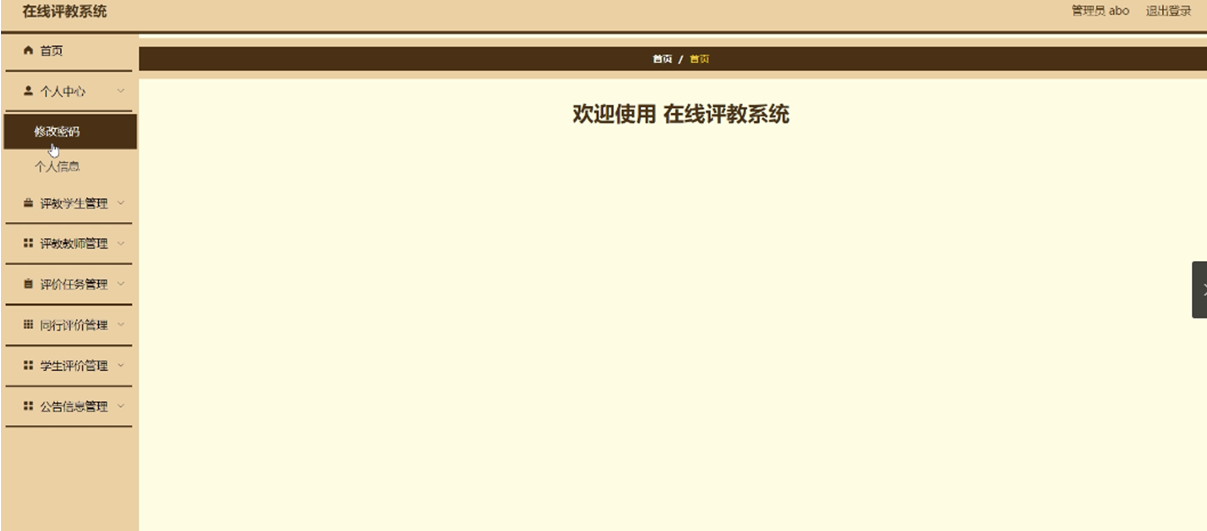 在线评教系统
管理员 abo 退出登录
首页
首页 / 首页
个人中心
欢迎使用 在线评教系统
修改密码
个人信息
评教学生管理
评教教师管理
评价任务管理
同行评价管理
学生评价管理
公告信息管理